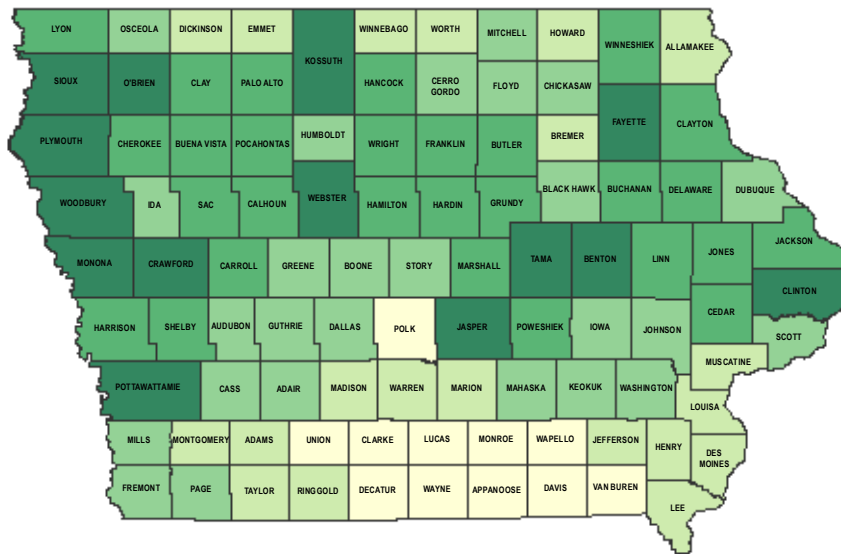 LYON
OSCEOLA
DICKINSON
EMMET
KOSSUTH
WINNEBAGO
WORTH
MITCHELL
HOWARD
WINNESHIEK
ALLAMAKEE
SIOUX
O'BRIEN
CLAY
PALO ALTO
HANCOCK
CERRO
GORDO
FLOYD
CHICKASAW
PLYMOUTH
CHEROKEE
BUENA VISTA
POCAHONTAS
HUMBOLDT
WRIGHT
FRANKLIN
BUTLER
BREMER
FAYETTE
CLAYTON
WOODBURY
IDA
SAC
CALHOUN
WEBSTER
HAMILTON
HARDIN
GRUNDY
BLACK HAWK
BUCHANAN
DELAWARE
DUBUQUE
MONONA
CRAWFORD
CARROLL
GREENE
BOONE
STORY
MARSHALL
TAMA
BENTON
LINN
JONES
JACKSON
CLINTON
HARRISON
SHELBY
AUDUBON
GUTHRIE
DALLAS
POLK
JASPER
POWESHIEK
IOWA
JOHNSON
CEDAR
SCOTT
MUSCATINE
POTTAWATTAMIE
CASS
ADAIR
MADISON
WARREN
MARION
MAHASKA
KEOKUK
WASHINGTON
LOUISA
MILLS
MONTGOMERY
ADAMS
UNION
CLARKE
LUCAS
MONROE
WAPELLO
JEFFERSON
HENRY
DES
MOINES
FREMONT
PAGE
TAYLOR
RINGGOLD
DECATUR
WAYNE
APPANOOSE
DAVIS
VAN BUREN
LEE